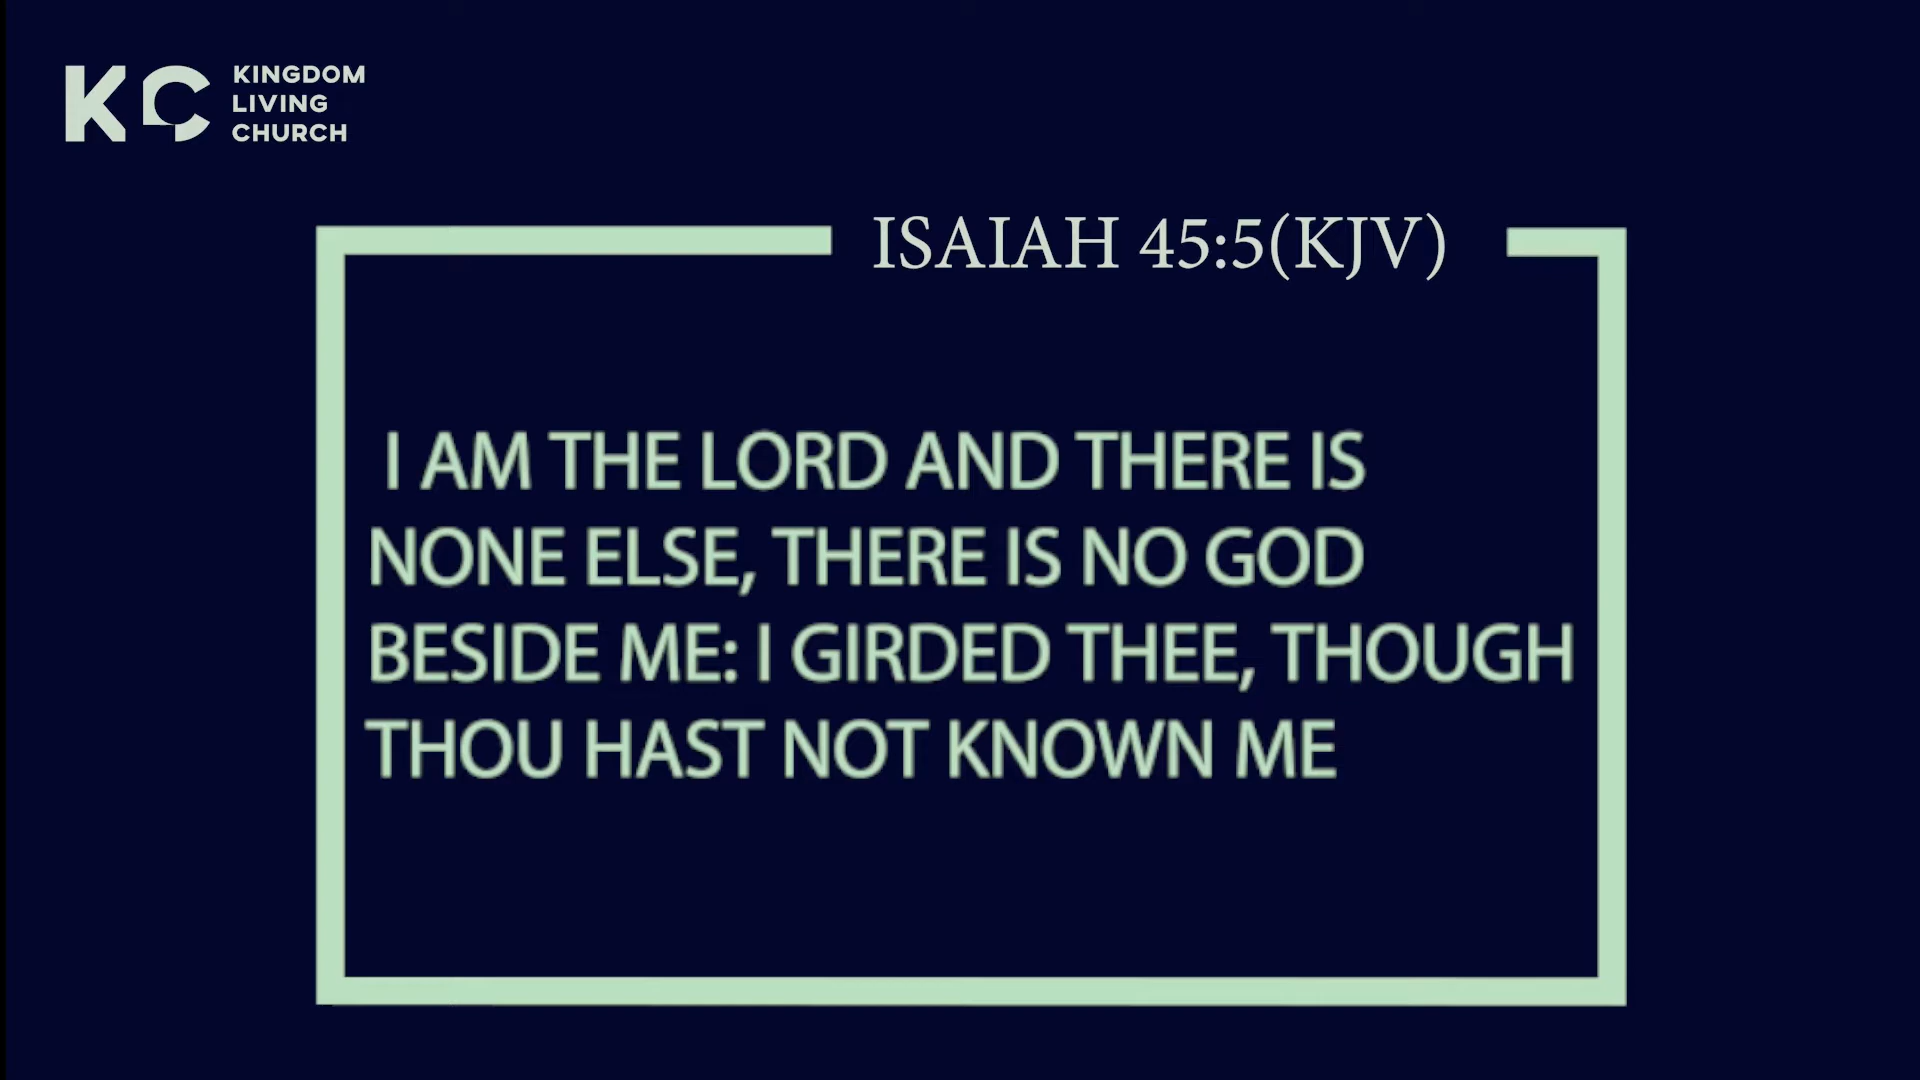 KC
KINGDOM
LIVING
CHURCH
ISAIAH 45:5(KJV)
I AM THE LORD AND THERE IS
NONE ELSE, THERE IS NO GOD
BESIDE ME: I GIRDED THEE, THOUGH
THOU HAST NOT KNOWN ME